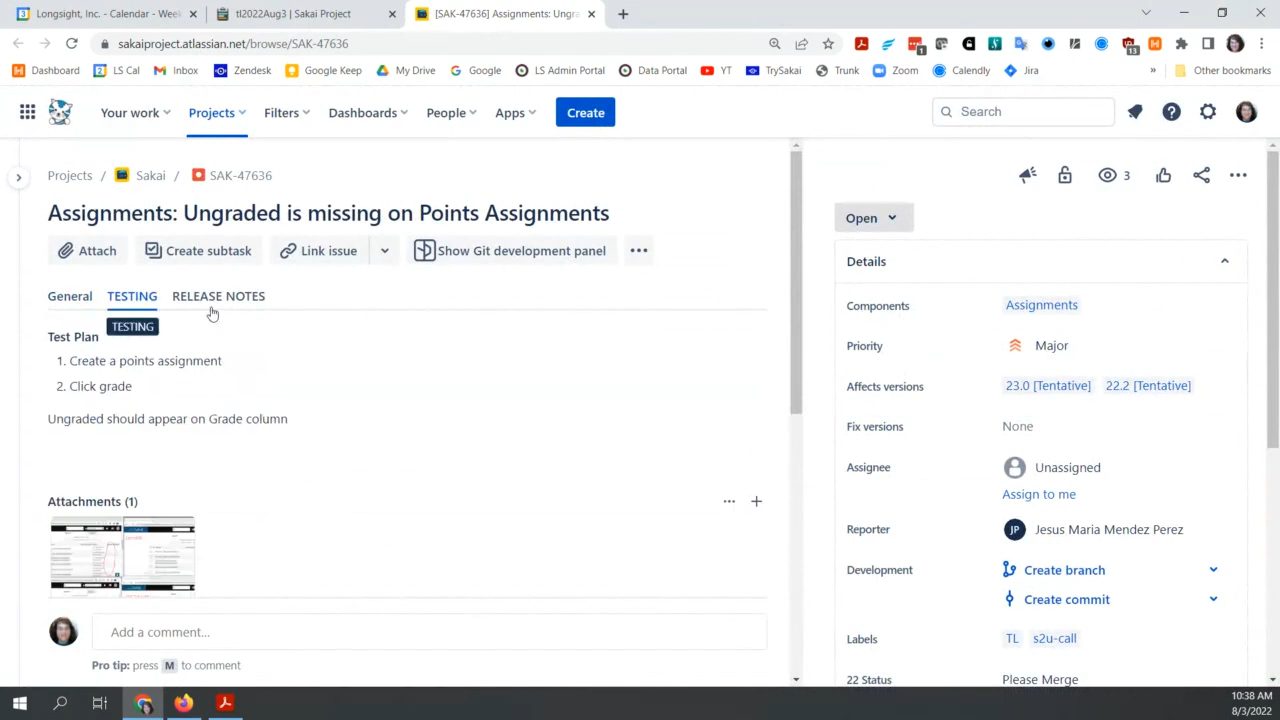 Longsight, Inc. - Calendar - Week
tl2022Aug3 | Sakai Project
[SAK-47636] Assignments: Ungra
sakaiproject.atlassian.net/browse/SAK-47636
1
13
Dashboard
LS Cal
Inbox
Zendesk
Google Keep
My Drive
Google
LS Admin Portal
Data Portal
YT
TrySakai
Trunk
Zoom
Calendly
Jira
»
Other bookmarks
Your work
Projects
Filters
Dashboards
People
Apps
Create
Search
Projects / Sakai / SAK-47636
3
Assignments: Ungraded is missing on Points Assignments
Open
Attach
Create subtask
Link issue
Show Git development panel
General
TESTING
RELEASE NOTES
TESTING
Test Plan
1. Create a points assignment
2. Click grade
Ungraded should appear on Grade column
Attachments (1)
Add a comment...
Pro tip: press M to comment
Details
Components
Assignments
Priority
Major
Affects versions
23.0 [Tentative]
22.2 [Tentative]
Fix versions
None
Assignee
Unassigned
Assign to me
Reporter
JP
Jesus Maria Mendez Perez
Development
Create branch
Create commit
Labels
TL
s2u-call
22 Status
Please Merge
10:38 AM
8/3/2022